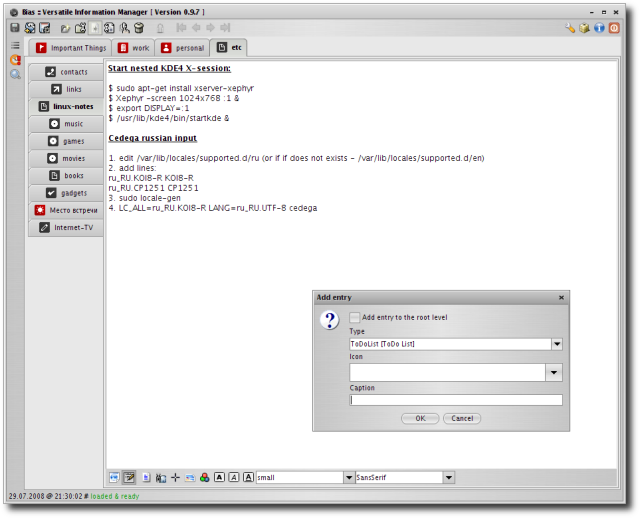 Bias :: Versatile Information Manager [ Version 0.9.7 ]
Important Things
work
personal
etc
contacts
links
linux-notes
music
games
movies
books
gadgets
Место встречи
Internet-TV
Start nested KDE4 X-session:
$ sudo apt-get install xserver-xephyr
$ Xephyr -screen 1024x768 :1 &
$ export DISPLAY=:1
$ /usr/lib/kde4/bin/startkde &
Cedega russian input
1. edit /var/lib/locales/supported.d/ru (or if if does not exists - /var/lib/locales/supported.d/en)
2. add lines:
ru_RU.KOI8-R KOI8-R
ru_RU.CP1251 CP1251
3. sudo locale-gen
4. LC_ALL=ru_RU.KOI8-R LANG=ru_RU.UTF-8 cedega
Add entry
Add entry to the root level
Type
ToDoList [ToDo List]
Icon
Caption
OK
Cancel
A A A
small
SansSerif
29.07.2008 @ 21:30:02 # loaded & ready